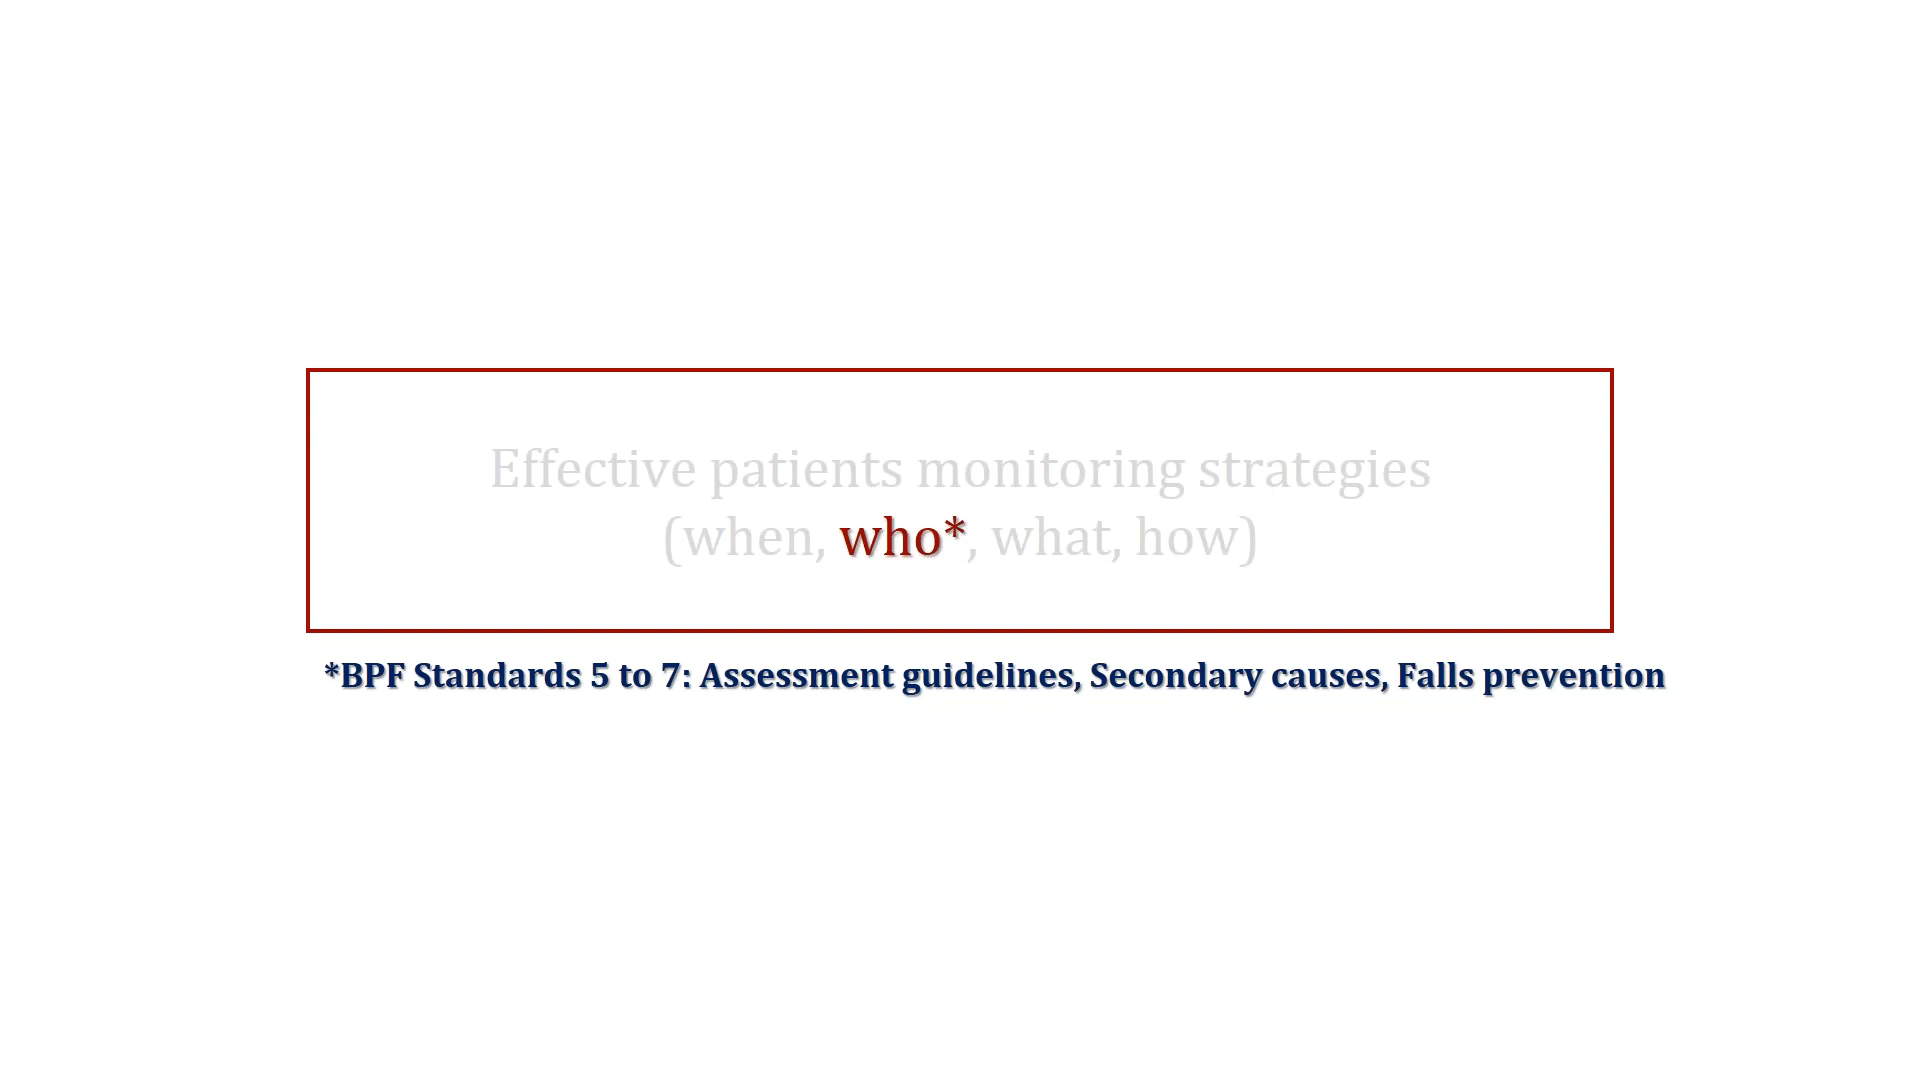 Effective patients monitoring strategies
(when, who*, what, how)
*BPF Standards 5 to 7: Assessment guidelines, Secondary causes, Falls prevention